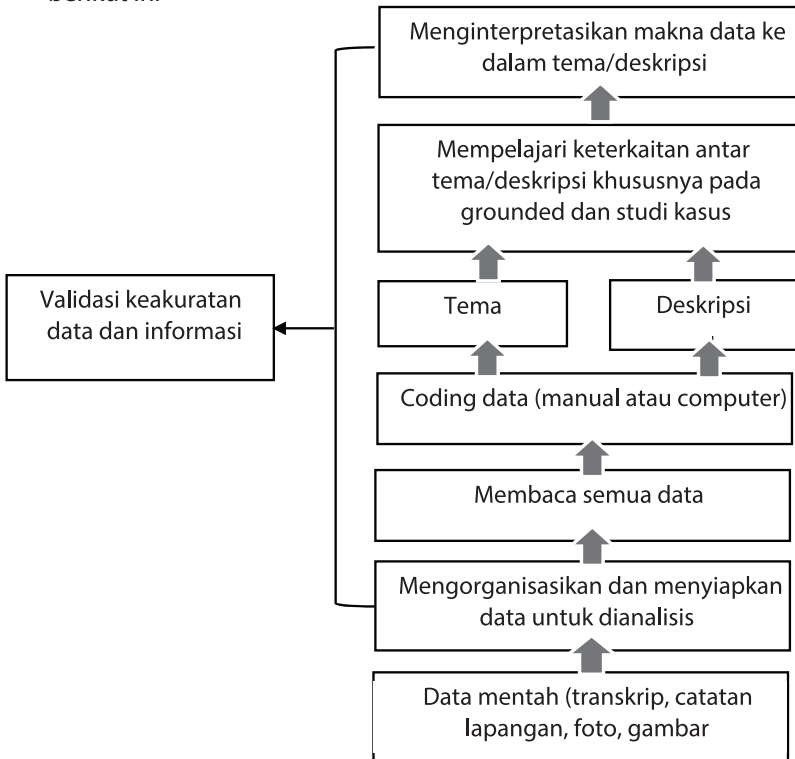 berikut ini
Menginterpretasikan makna data ke
dalam tema/deskripsi
Mempelajari keterkaitan antar
tema/deskripsi khususnya pada
grounded dan studi kasus
Validasi keakuratan
data dan informasi
Tema
Deskripsi
Coding data (manual atau computer)
Membaca semua data
Mengorganisasikan dan menyiapkan
data untuk dianalisis
Data mentah (transkrip, catatan
lapangan, foto, gambar